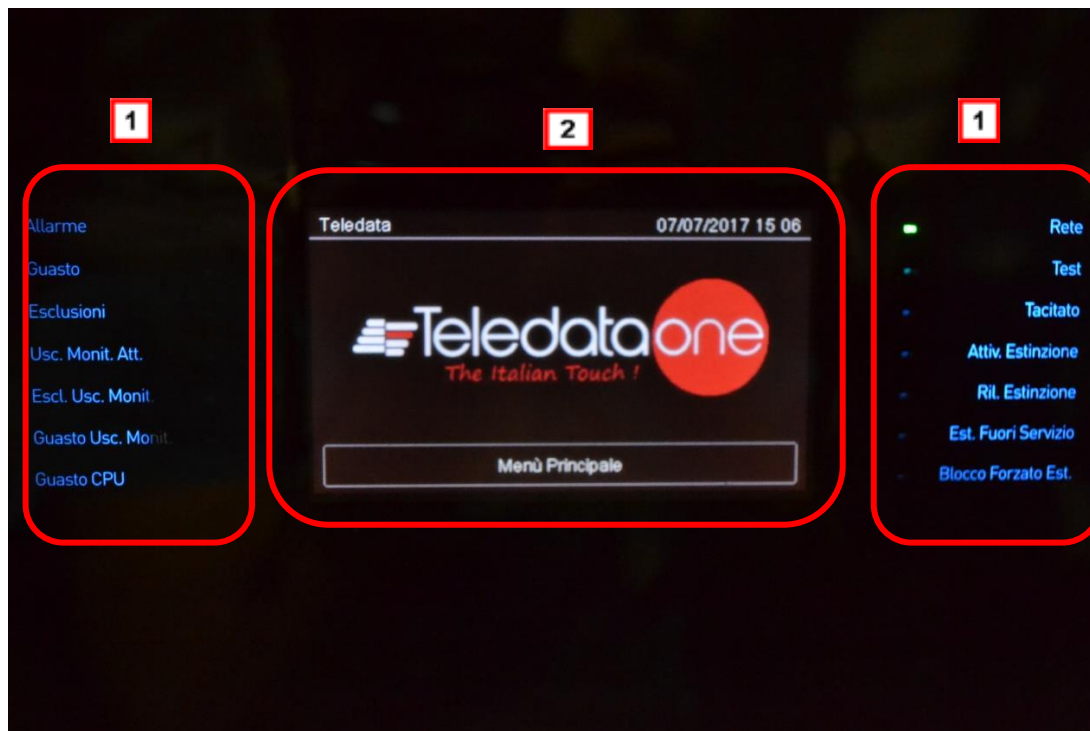 1
2
1
Allarme
Guasto
Esclusioni
Usc. Monit. Att.
Escl. Usc. Monit.
Guasto Usc. Monit.
Guasto CPU
Teledata 07/07/2017 15 06
Teledata one
The Italian Touch !
Menù Principale
Rete
Test
Tacitato
Attiv. Estinzione
Ril. Estinzione
Est. Fuori Servizio
Blocco Forzato Est.